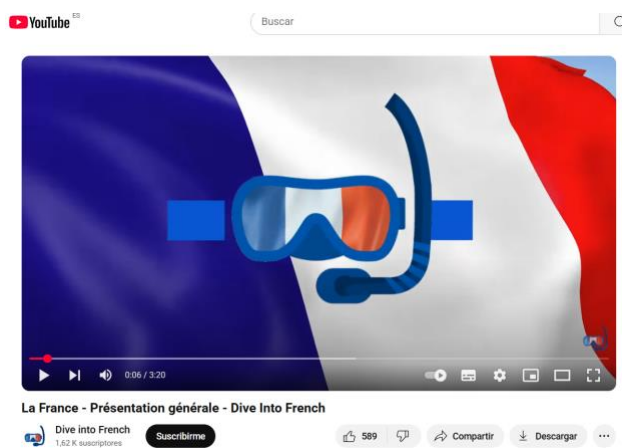 YouTube ES
Buscar
0:06 / 3:20
La France - Présentation générale - Dive Into French
Dive into French
1,62 K suscriptores
Suscribirme
589
Compartir
Descargar